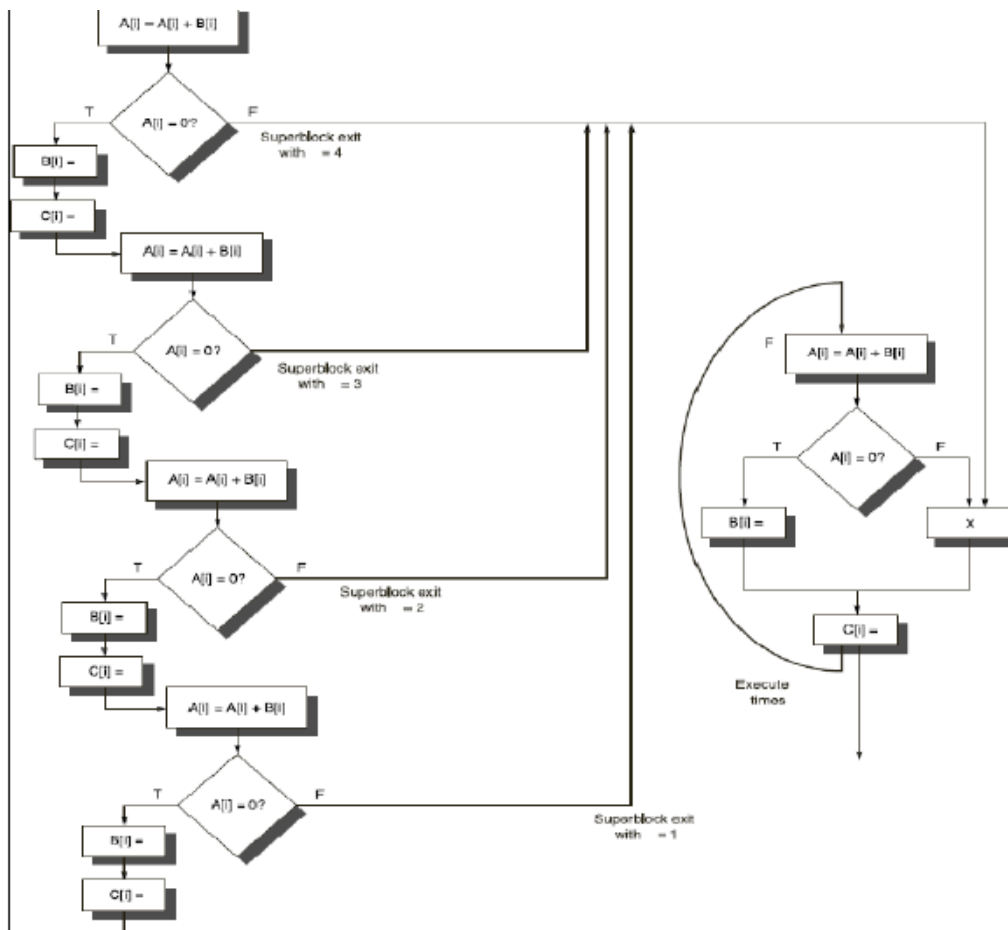 A[i] = A[i] + B[i]
T
A[i] = 0?
F
Superblock exit
with = 4
B[i] =
C[i] =
A[i] = A[i] + B[i]
T
A[i] = 0?
Superblock exit
with = 3
B[i] =
C[i] =
A[i] = A[i] + B[i]
T
A[i] = 0?
F
Superblock exit
with = 2
B[i] =
C[i] =
A[i] = A[i] + B[i]
T
A[i] = 0?
F
Superblock exit
with = 1
B[i] =
C[i] =
F
A[i] = A[i] + B[i]
T
A[i] = 0?
F
B[i] =
X
C[i] =
Execute
times